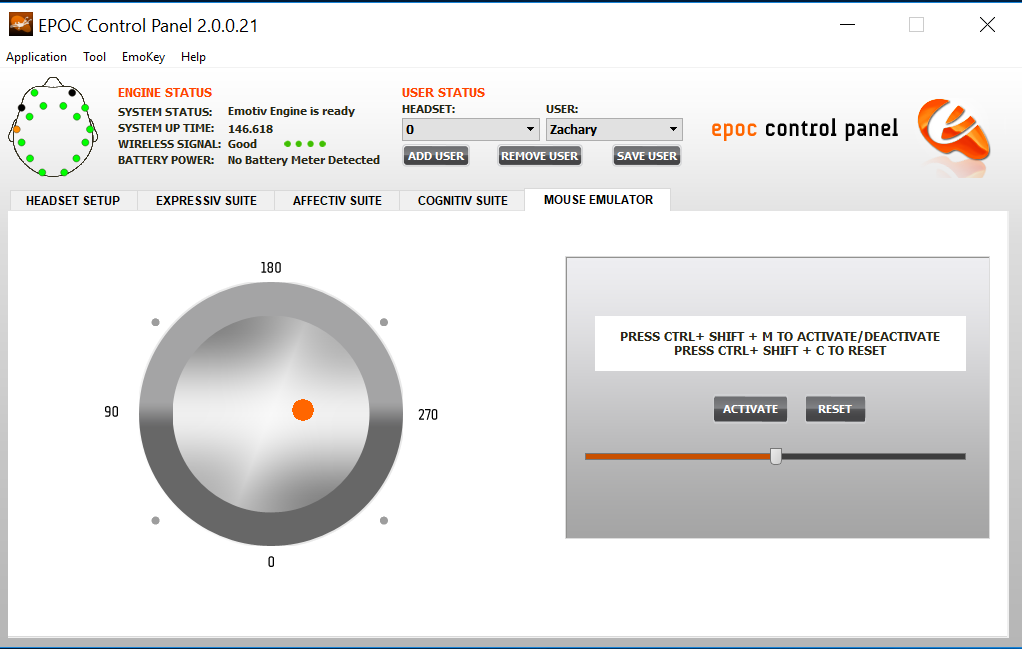 EPOC Control Panel 2.0.0.21
Application Tool EmoKey Help
ENGINE STATUS
SYSTEM STATUS: Emotiv Engine is ready
SYSTEM UP TIME: 146.618
WIRELESS SIGNAL: Good
BATTERY POWER: No Battery Meter Detected
USER STATUS
HEADSET: USER:
0 Zachary
ADD USER REMOVE USER SAVE USER
epoc control panel
HEADSET SETUP EXPRESSIV SUITE AFFECTIV SUITE COGNITIV SUITE MOUSE EMULATOR
180
90
270
0
PRESS CTRL+ SHIFT + M TO ACTIVATE/DEACTIVATE
PRESS CTRL+ SHIFT + C TO RESET
ACTIVATE RESET